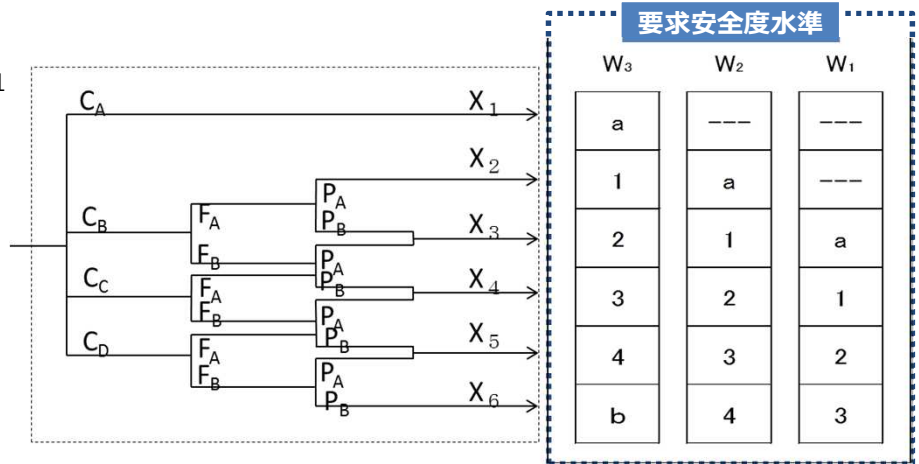 要求安全度水準
W3 W2 W1
1
CA X1 a --- ---
X2 1 a ---
PA
CB FA PB X3 2 1 a
FB PA
CC FA PB X4 3 2 1
FB PA
CD FA PB X5 4 3 2
FB PA
PB X6 b 4 3